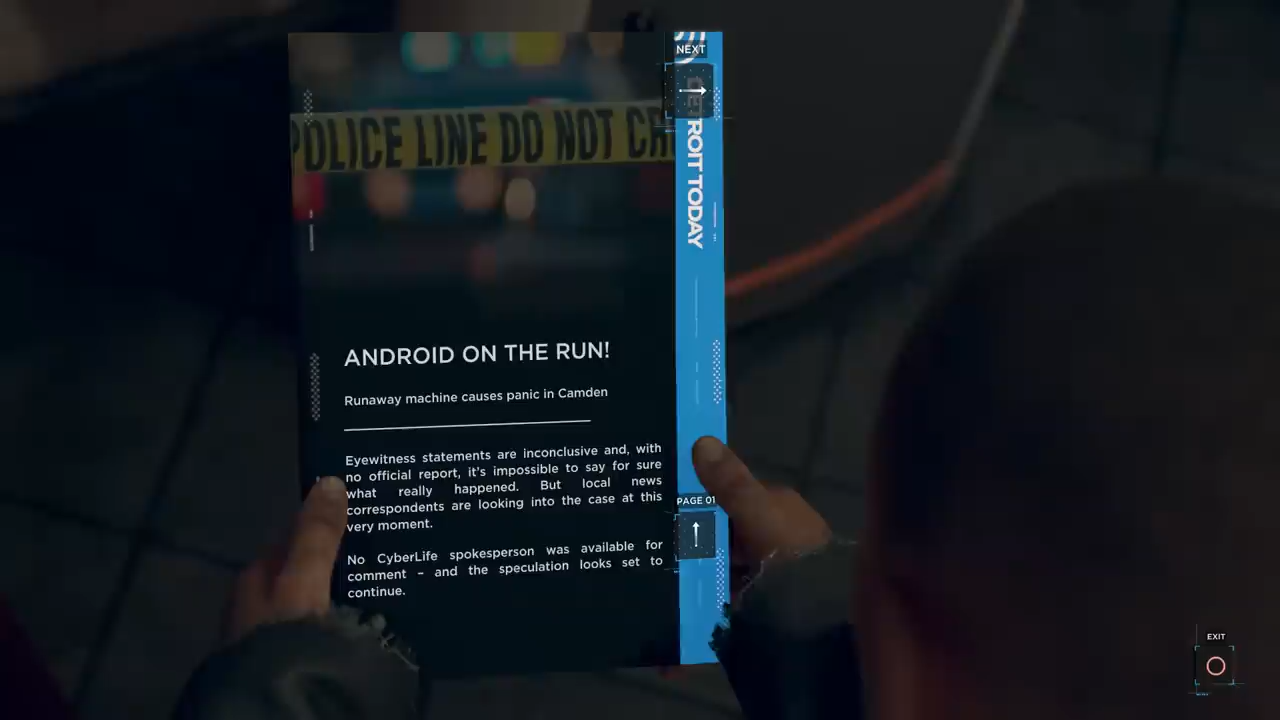 NEXT
DETROIT TODAY
POLICE LINE DO NOT CR
ANDROID ON THE RUN!
Runaway machine causes panic in Camden
Eyewitness statements are inconclusive and, with
no official report, it's impossible to say for sure
what really happened. But local news
correspondents are looking into the case at this
very moment.
No CyberLife spokesperson was available for
comment – and the speculation looks set to
continue.
PAGE 01
EXIT